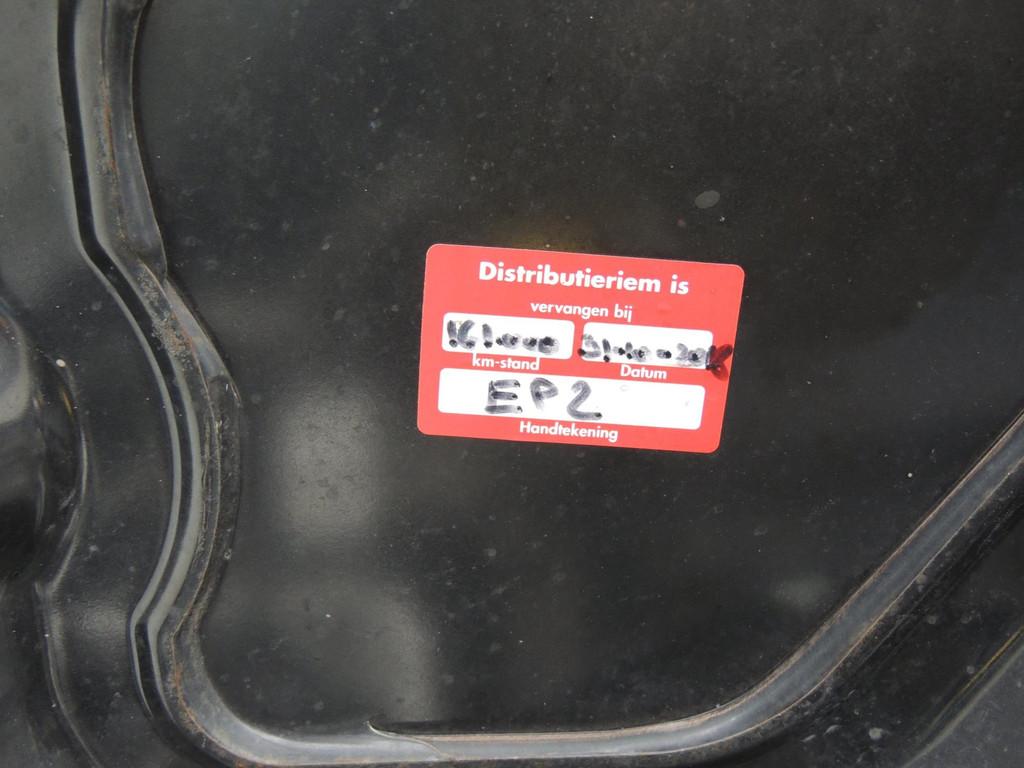 Distributieriem is
vervangen bij
km-stand Datum
EP2
Handtekening